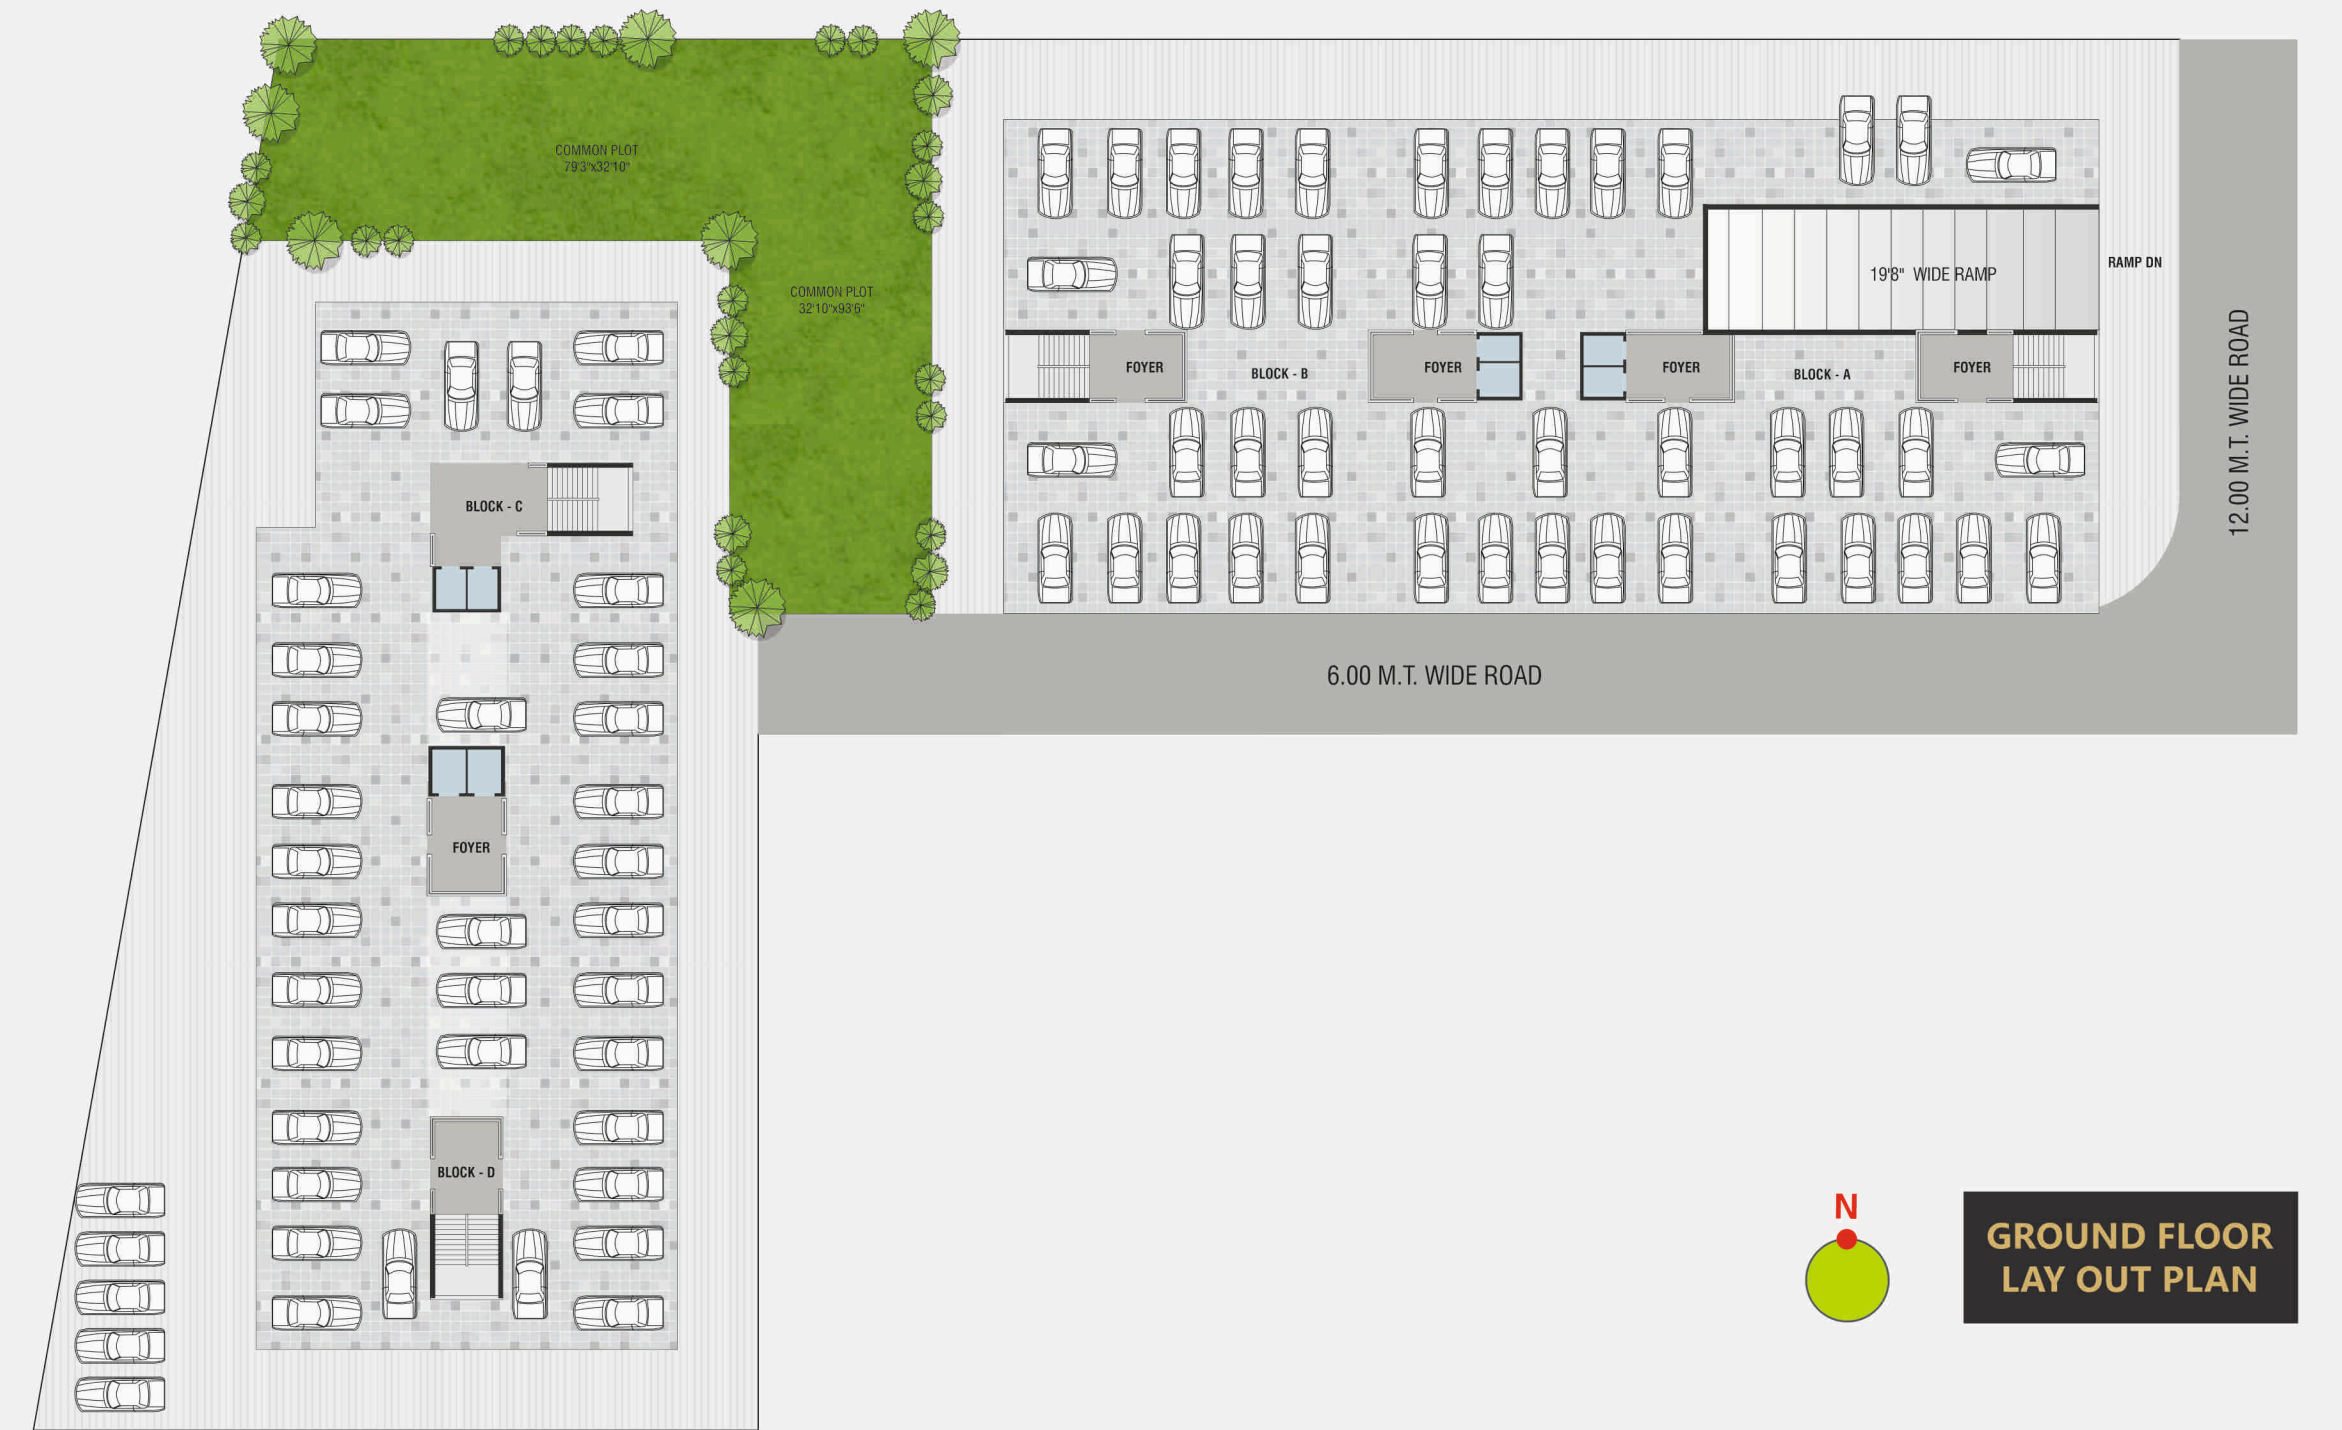 COMMON PLOT
79'3"x32'10"
COMMON PLOT
32'10"x93'6"
19'8" WIDE RAMP
RAMP DN
FOYER
BLOCK - B
FOYER
FOYER
BLOCK - A
FOYER
12.00 M.T. WIDE ROAD
BLOCK - C
6.00 M.T. WIDE ROAD
FOYER
BLOCK - D
N
GROUND FLOOR
LAY OUT PLAN